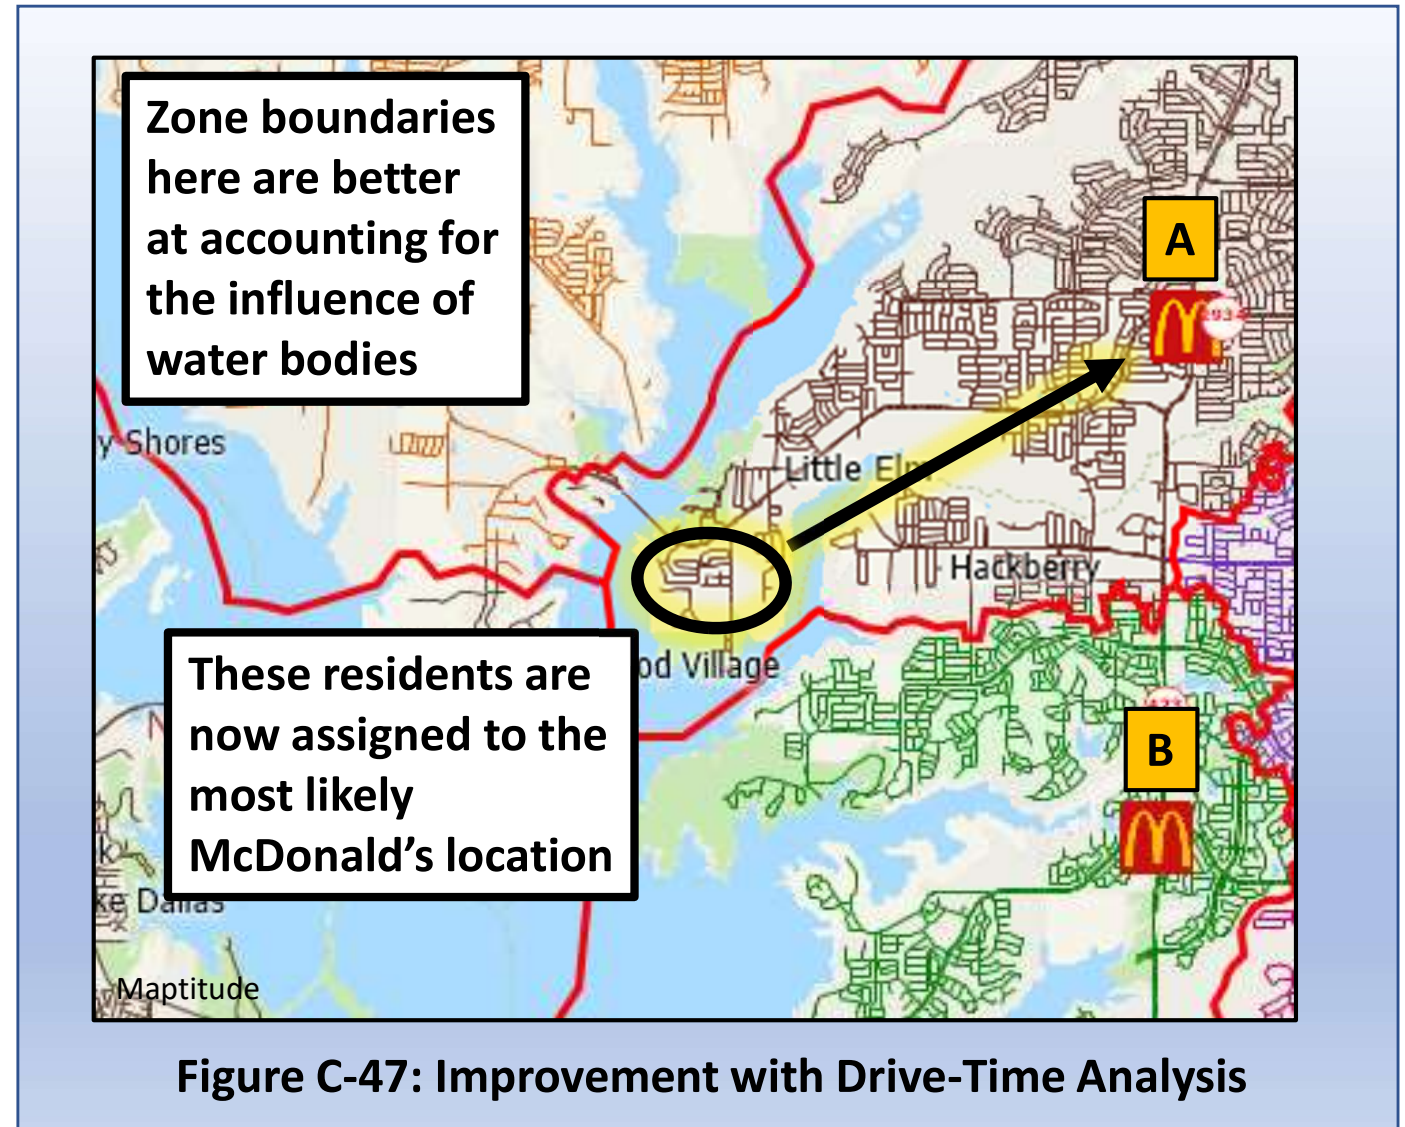 Zone boundaries
here are better
at accounting for
the influence of
water bodies
A
y Shores
Little Elm
Hackberry
These residents are
now assigned to the
most likely
McDonald's location
od Village
B
ke Dallas
Maptitude
Figure C-47: Improvement with Drive-Time Analysis